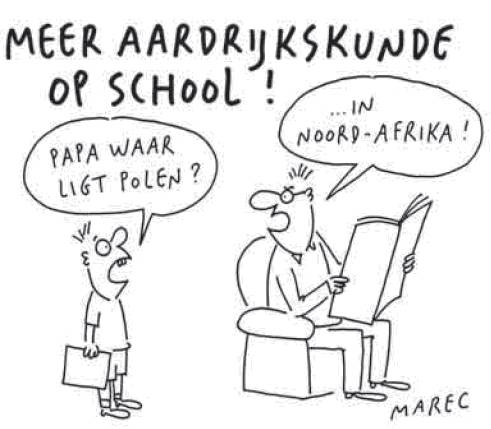 MEER AARDRIJKSKUNDE
OP SCHOOL !
PAPA WAAR
LIGT POLEN ?
...IN
NOORD-AFRIKA !
MAREC